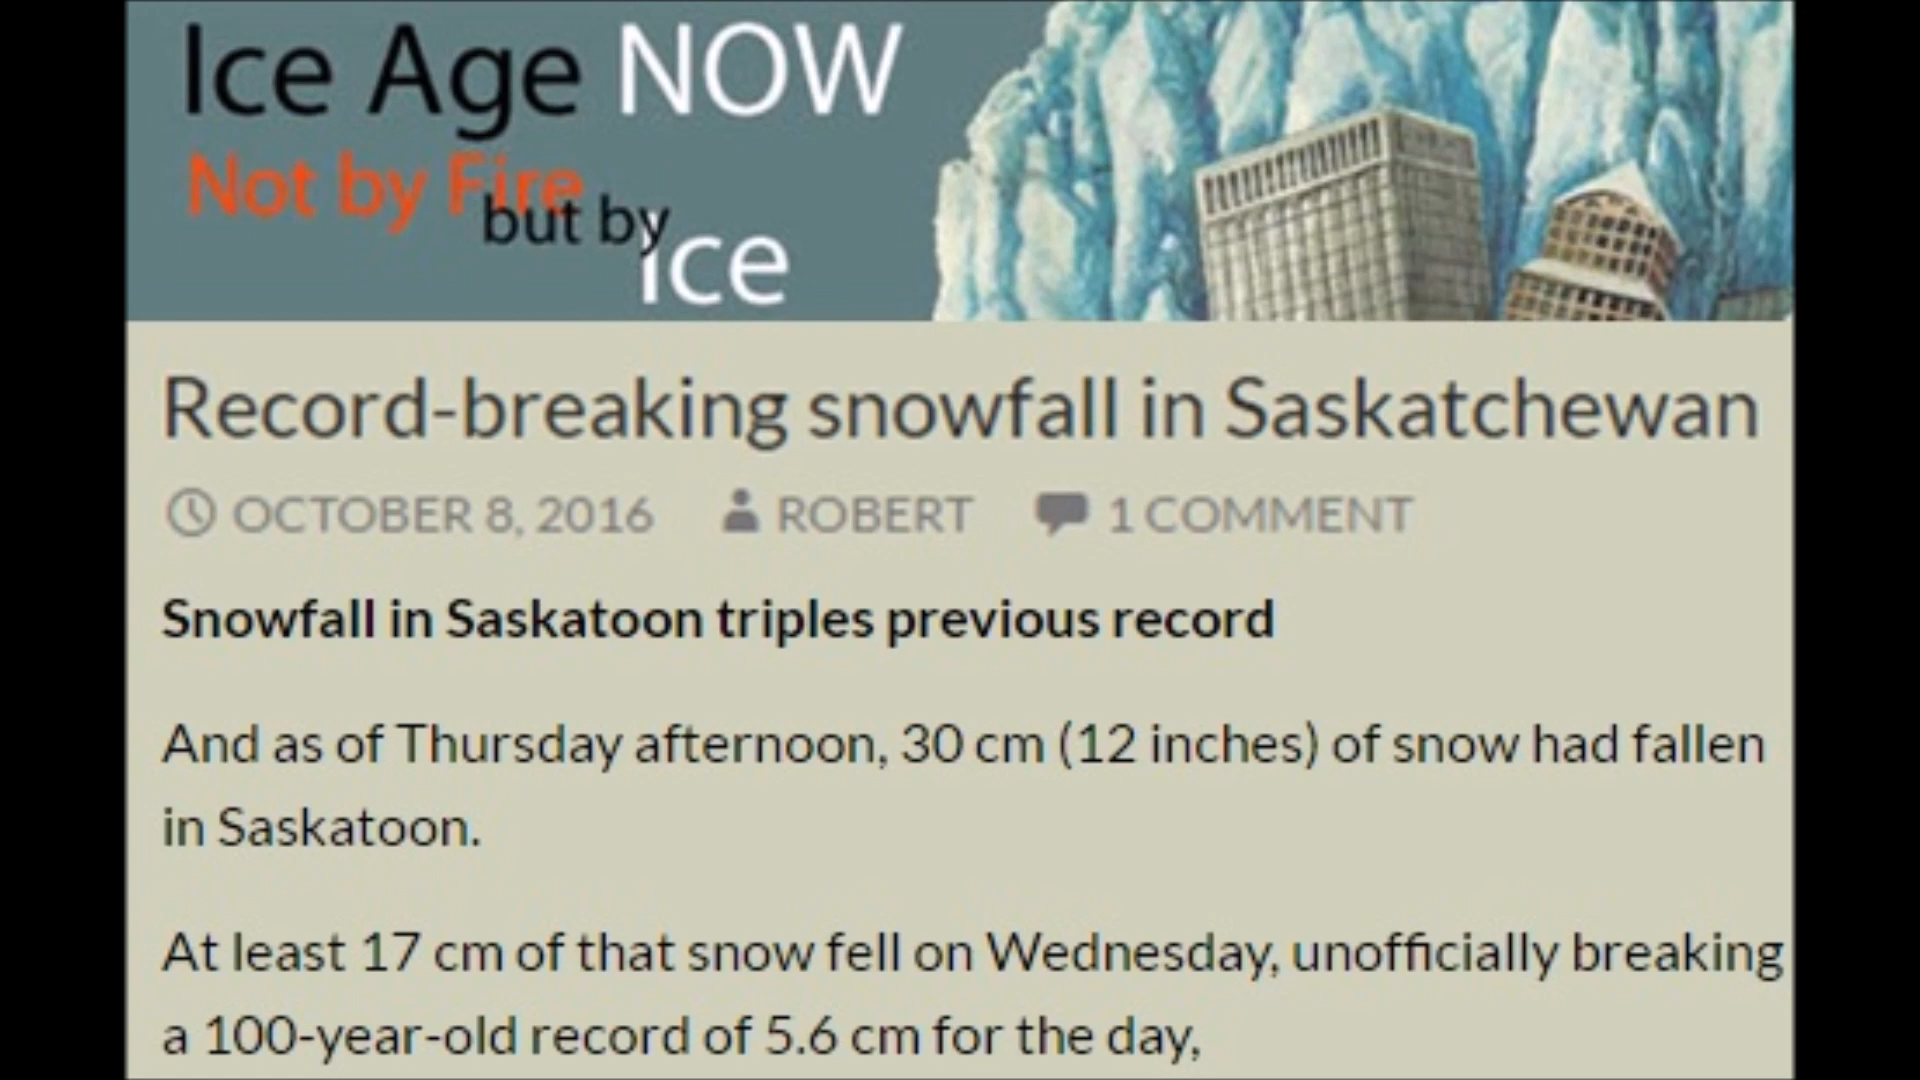 Ice Age NOW
Not by Fire
but by
Ice
Record-breaking snowfall in Saskatchewan
OCTOBER 8, 2016 ROBERT 1 COMMENT
Snowfall in Saskatoon triples previous record
And as of Thursday afternoon, 30 cm (12 inches) of snow had fallen
in Saskatoon.
At least 17 cm of that snow fell on Wednesday, unofficially breaking
a 100-year-old record of 5.6 cm for the day,